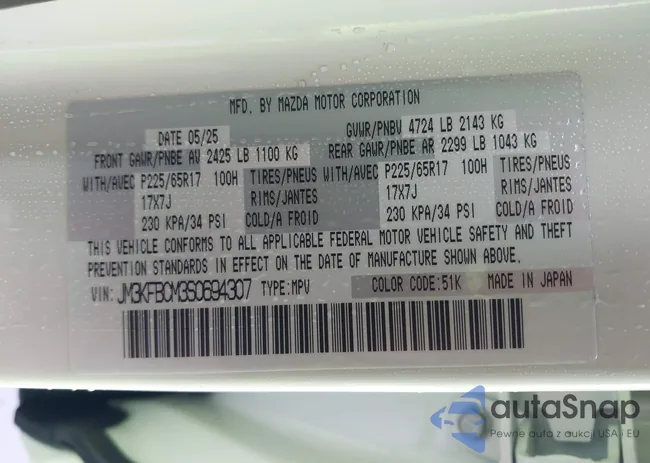 MFD. BY MAZDA MOTOR CORPORATION
DATE 05/25 GVWR/PNBV 4724 LB 2143 KG
FRONT GAWR/PNBE AV 2425 LB 1100 KG REAR GAWR/PNBE AR 2299 LB 1043 KG
WITH/AVEC P225/65R17 100H TIRES/PNEUS WITH/AVEC P225/65R17 100H TIRES/PNEUS
17X7J RIMS/JANTES 17X7J RIMS/JANTES
230 KPA/34 PSI COLD/A FROID 230 KPA/34 PSI COLD/A FROID
THIS VEHICLE CONFORMS TO ALL APPLICABLE FEDERAL MOTOR VEHICLE SAFETY AND THEFT
PREVENTION STANDARDS IN EFFECT ON THE DATE OF MANUFACTURE SHOWN ABOVE.
VIN: JM3KFBCM3S0694307 TYPE: MPV COLOR CODE: 51K MADE IN JAPAN
autaSnap
Pewne auta z aukcji USA i EU